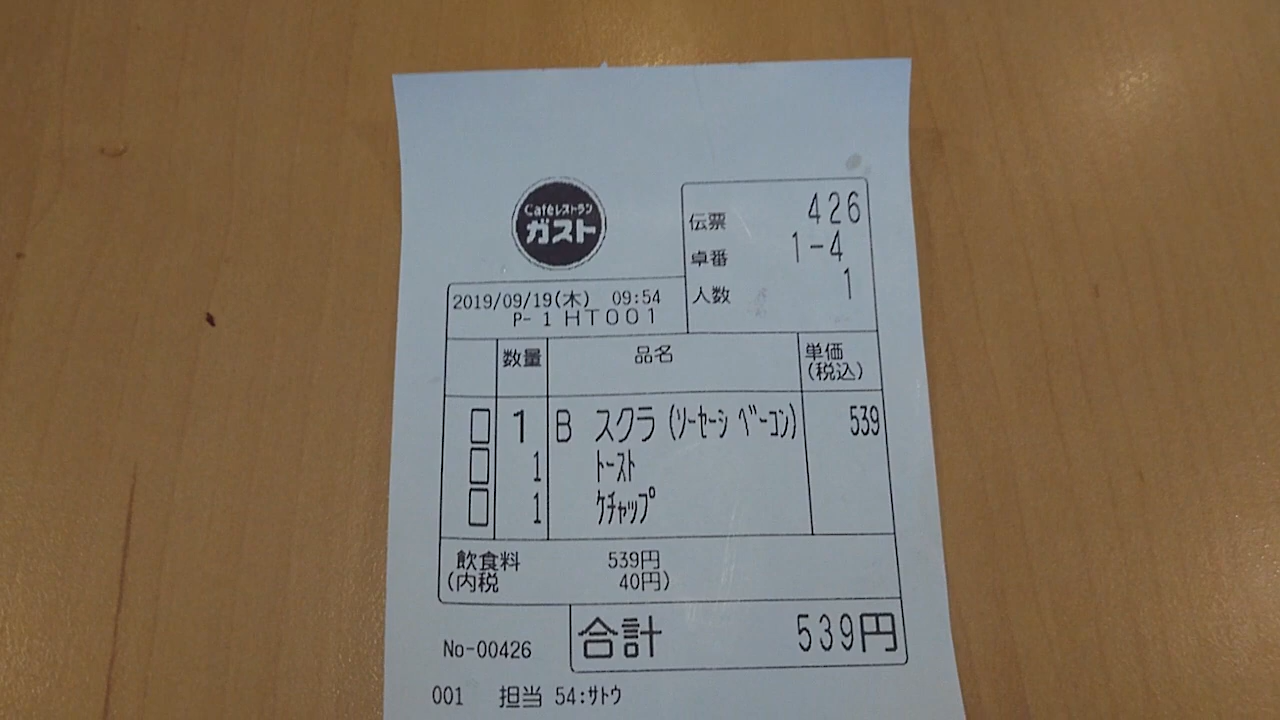 Caféレストラン
ガスト
伝票 426
卓番 1-4
人数 1
2019/09/19(木) 09:54
P- 1 HT001
数量 品名 単価
(税込)
1 B スクラ(ｿｰｾｰｼ ﾍﾞｰｺﾝ) 539
1 ﾄｰｽﾄ
1 ｹﾁｬｯﾌﾟ
飲食料 539円
(内税 40円)
合計 539円
No-00426
001 担当 54:ｻﾄｳ